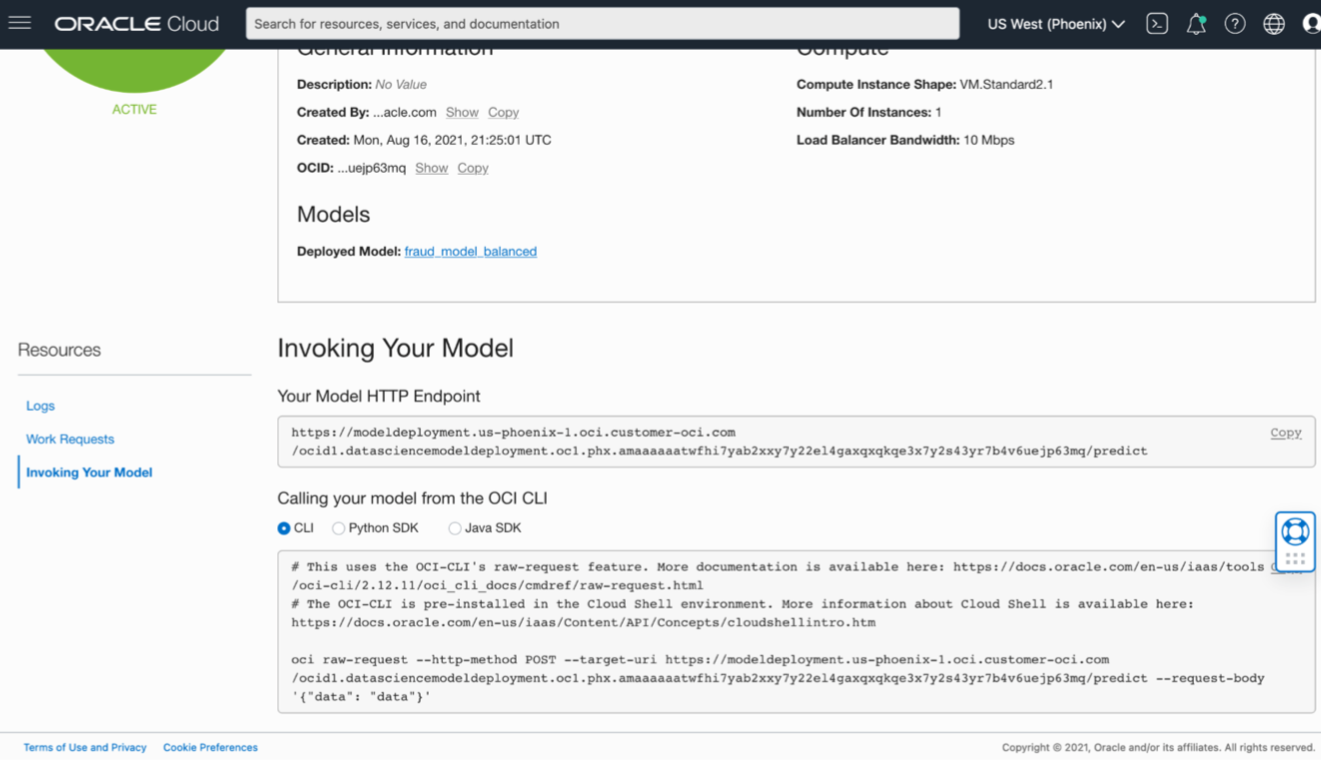 ORACLE Cloud
Search for resources, services, and documentation
US West (Phoenix)
ACTIVE
General Information
Description: No Value
Created By: ...acle.com Show Copy
Created: Mon, Aug 16, 2021, 21:25:01 UTC
OCID: ...uejp63mq Show Copy
Models
Deployed Model: fraud_model_balanced
Compute
Compute Instance Shape: VM.Standard2.1
Number Of Instances: 1
Load Balancer Bandwidth: 10 Mbps
Resources
Logs
Work Requests
Invoking Your Model
Invoking Your Model
Your Model HTTP Endpoint
https://modeldeployment.us-phoenix-1.oci.customer-oci.com
/ocid1.datasciencemodeldeployment.oc1.phx.amaaaaaatwfhi7yab2xxy7y22el4gaxqxqkqe3x7y2s43yr7b4v6uejp63mq/predict
Copy
Calling your model from the OCI CLI
CLI Python SDK Java SDK
# This uses the OCI-CLI's raw-request feature. More documentation is available here: https://docs.oracle.com/en-us/iaas/tools
/oci-cli/2.12.11/oci_cli_docs/cmdref/raw-request.html
# The OCI-CLI is pre-installed in the Cloud Shell environment. More information about Cloud Shell is available here:
https://docs.oracle.com/en-us/iaas/Content/API/Concepts/cloudshellintro.htm
oci raw-request --http-method POST --target-uri https://modeldeployment.us-phoenix-1.oci.customer-oci.com
/ocid1.datasciencemodeldeployment.oc1.phx.amaaaaaatwfhi7yab2xxy7y22el4gaxqxqkqe3x7y2s43yr7b4v6uejp63mq/predict --request-body
'{"data": "data"}'
Terms of Use and Privacy Cookie Preferences
Copyright © 2021, Oracle and/or its affiliates. All rights reserved.